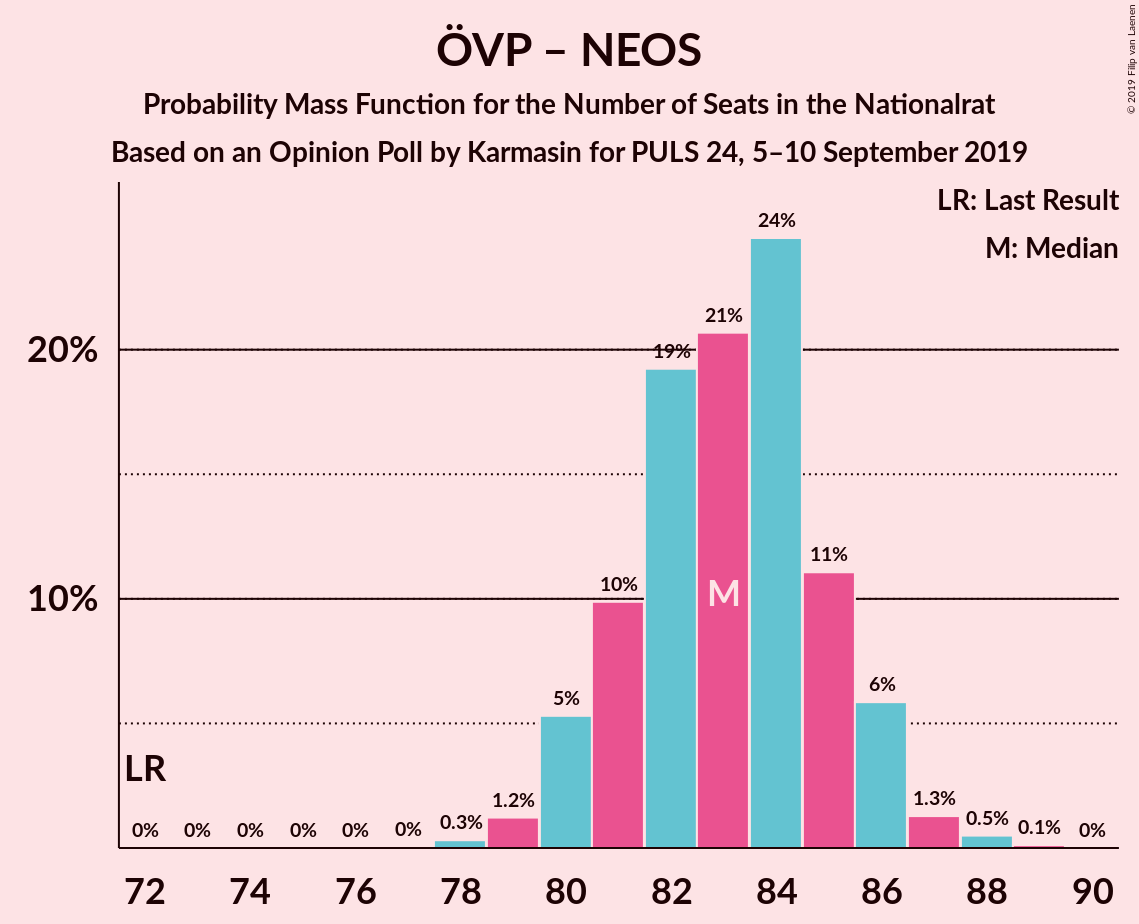 ÖVP – NEOS
Probability Mass Function for the Number of Seats in the Nationalrat
Based on an Opinion Poll by Karmasin for PULS 24, 5–10 September 2019
© 2019 Filip van Laenen
LR: Last Result
M: Median
24%
21%
20%
19%
11%
10%
10%
M
6%
5%
LR
1.3%
1.2%
0.5%
0.3%
0.1%
0% 0% 0% 0% 0% 0% 0%
72 74 76 78 80 82 84 86 88 90